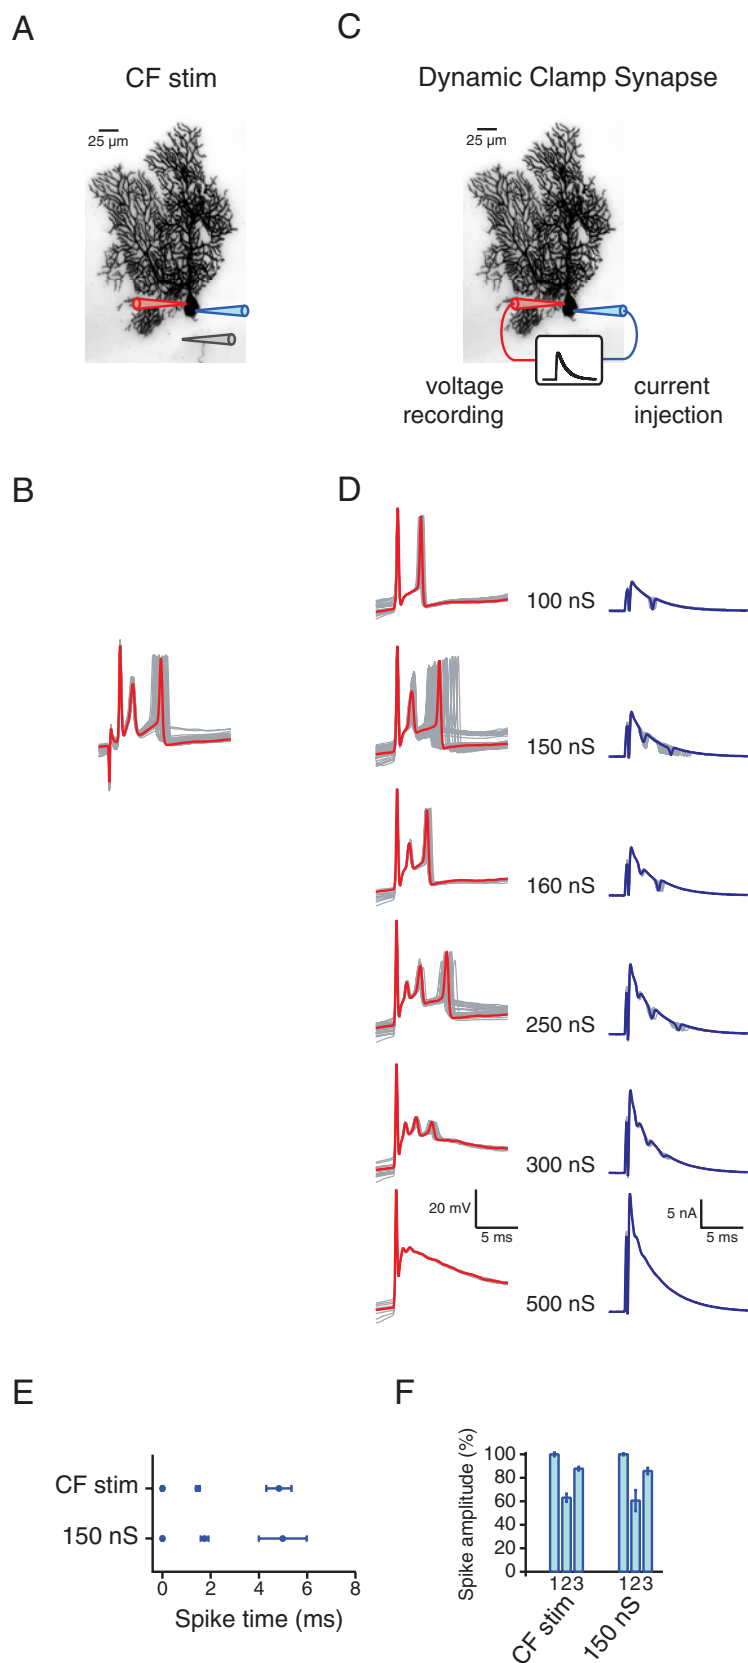 A
CF stim
25 µm
C
Dynamic Clamp Synapse
25 µm
voltage
recording
current
injection
B
D
100 nS
150 nS
160 nS
250 nS
300 nS
20 mV
5 ms
5 nA
5 ms
500 nS
E
CF stim
150 nS
0 2 4 6 8
Spike time (ms)
F
Spike amplitude (%)
100
80
60
40
20
0
123 123
CF stim
150 nS